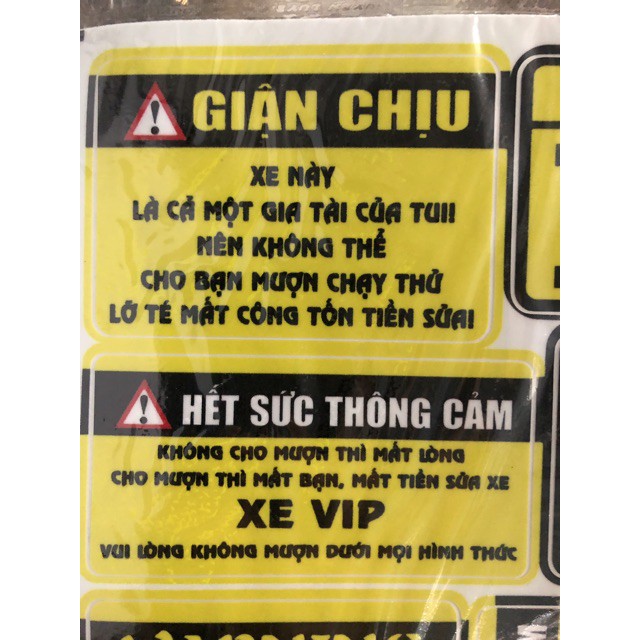 GIẬN CHỊU
XE NÀY
LÀ CẢ MỘT GIA TÀI CỦA TUI!
NÊN KHÔNG THỂ
CHO BẠN MƯỢN CHẠY THỬ
LỠ TÉ MẤT CÔNG TỐN TIỀN SỬA!
HẾT SỨC THÔNG CẢM
KHÔNG CHO MƯỢN THÌ MẤT LÒNG
CHO MƯỢN THÌ MẤT BẠN, MẤT TIỀN SỬA XE
XE VIP
VUI LÒNG KHÔNG MƯỢN DƯỚI MỌI HÌNH THỨC